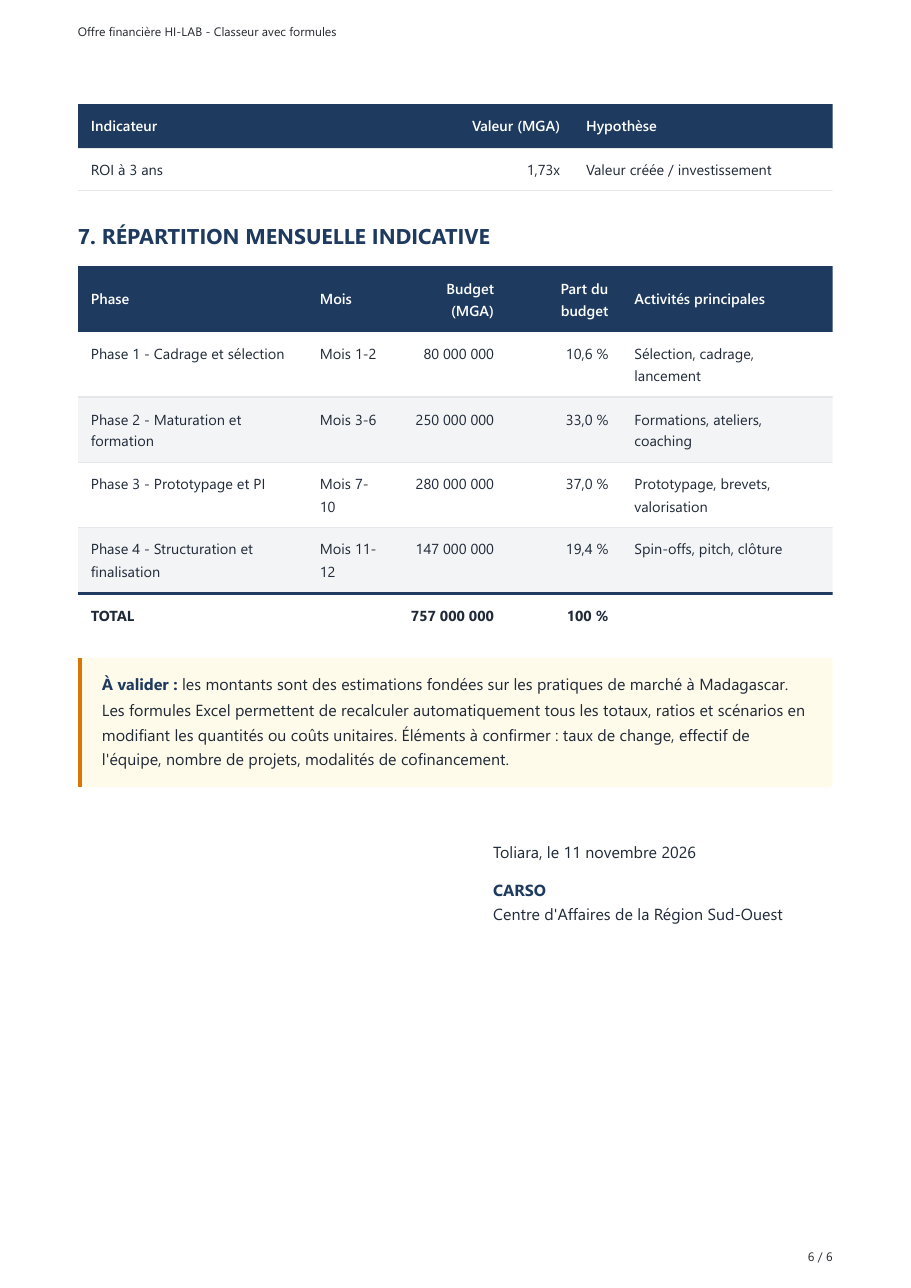 Offre financière HI-LAB - Classeur avec formules
Indicateur Valeur (MGA) Hypothèse
ROI à 3 ans 1,73x Valeur créée / investissement
7. RÉPARTITION MENSUELLE INDICATIVE
Phase Mois Budget (MGA) Part du budget Activités principales
Phase 1 - Cadrage et sélection Mois 1-2 80 000 000 10,6 % Sélection, cadrage, lancement
Phase 2 - Maturation et formation Mois 3-6 250 000 000 33,0 % Formations, ateliers, coaching
Phase 3 - Prototypage et PI Mois 7-10 280 000 000 37,0 % Prototypage, brevets, valorisation
Phase 4 - Structuration et finalisation Mois 11-12 147 000 000 19,4 % Spin-offs, pitch, clôture
TOTAL 757 000 000 100 %
À valider : les montants sont des estimations fondées sur les pratiques de marché à Madagascar.
Les formules Excel permettent de recalculer automatiquement tous les totaux, ratios et scénarios en
modifiant les quantités ou coûts unitaires. Éléments à confirmer : taux de change, effectif de
l'équipe, nombre de projets, modalités de cofinancement.
Toliara, le 11 novembre 2026
CARSO
Centre d'Affaires de la Région Sud-Ouest
6 / 6